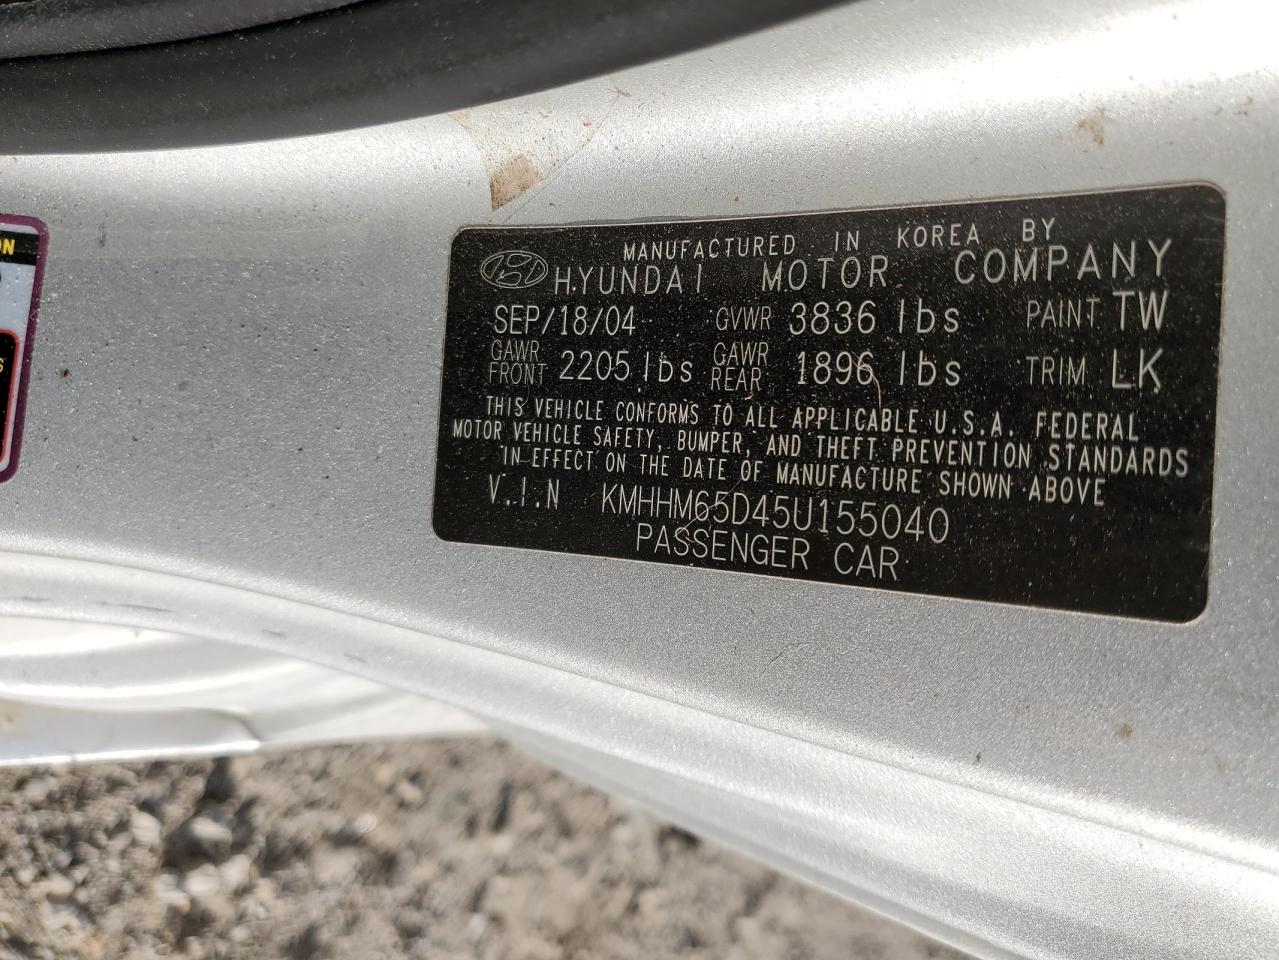 ON
S
MANUFACTURED IN KOREA BY
HYUNDAI MOTOR COMPANY
SEP/18/04 GVWR 3836 lbs PAINT TW
GAWR FRONT 2205 lbs GAWR REAR 1896 lbs TRIM LK
THIS VEHICLE CONFORMS TO ALL APPLICABLE U.S.A. FEDERAL
MOTOR VEHICLE SAFETY, BUMPER, AND THEFT PREVENTION STANDARDS
IN EFFECT ON THE DATE OF MANUFACTURE SHOWN ABOVE
V.I.N KMHHM65D45U155040
PASSENGER CAR